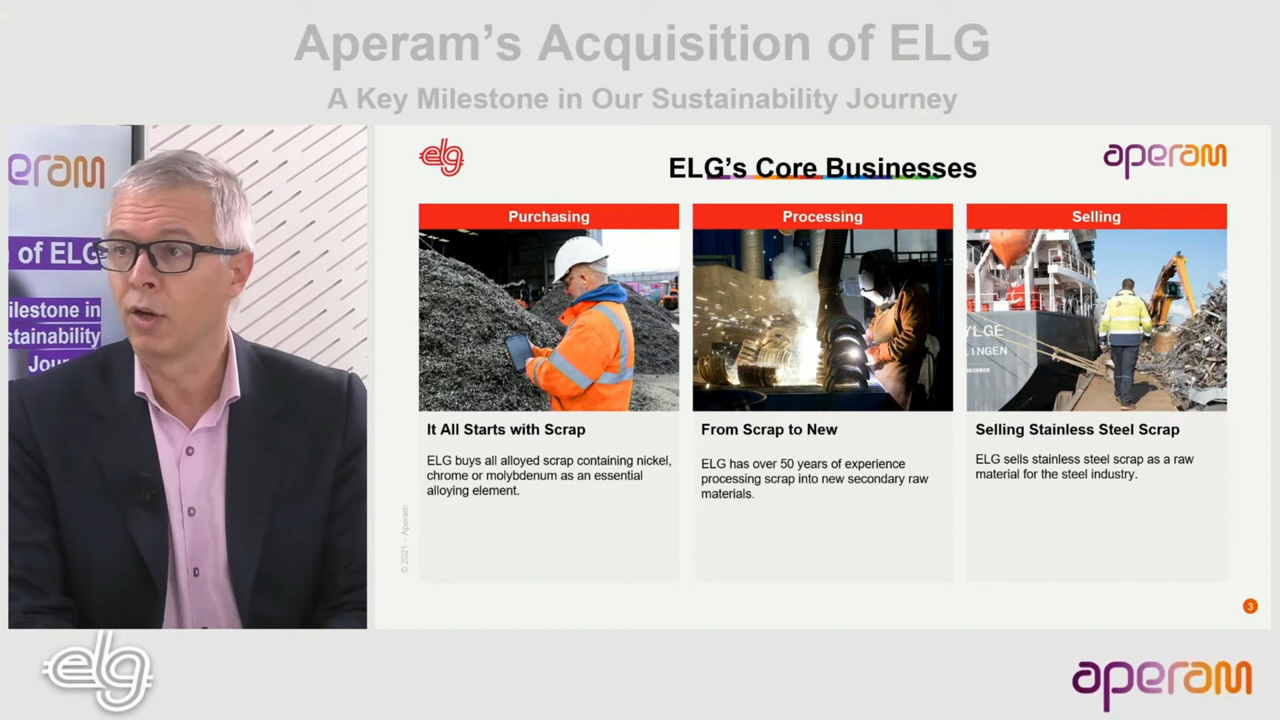 Aperam's Acquisition of ELG
A Key Milestone in Our Sustainability Journey
eram
of ELG
ilestone in
stainability
Jour
elg
ELG's Core Businesses
aperam
Purchasing
It All Starts with Scrap
ELG buys all alloyed scrap containing nickel,
chrome or molybdenum as an essential
alloying element.
Processing
From Scrap to New
ELG has over 50 years of experience
processing scrap into new secondary raw
materials.
Selling
YLGE
LINGEN
Selling Stainless Steel Scrap
ELG sells stainless steel scrap as a raw
material for the steel industry.
© 2021 - Aperam
3
elg
aperam